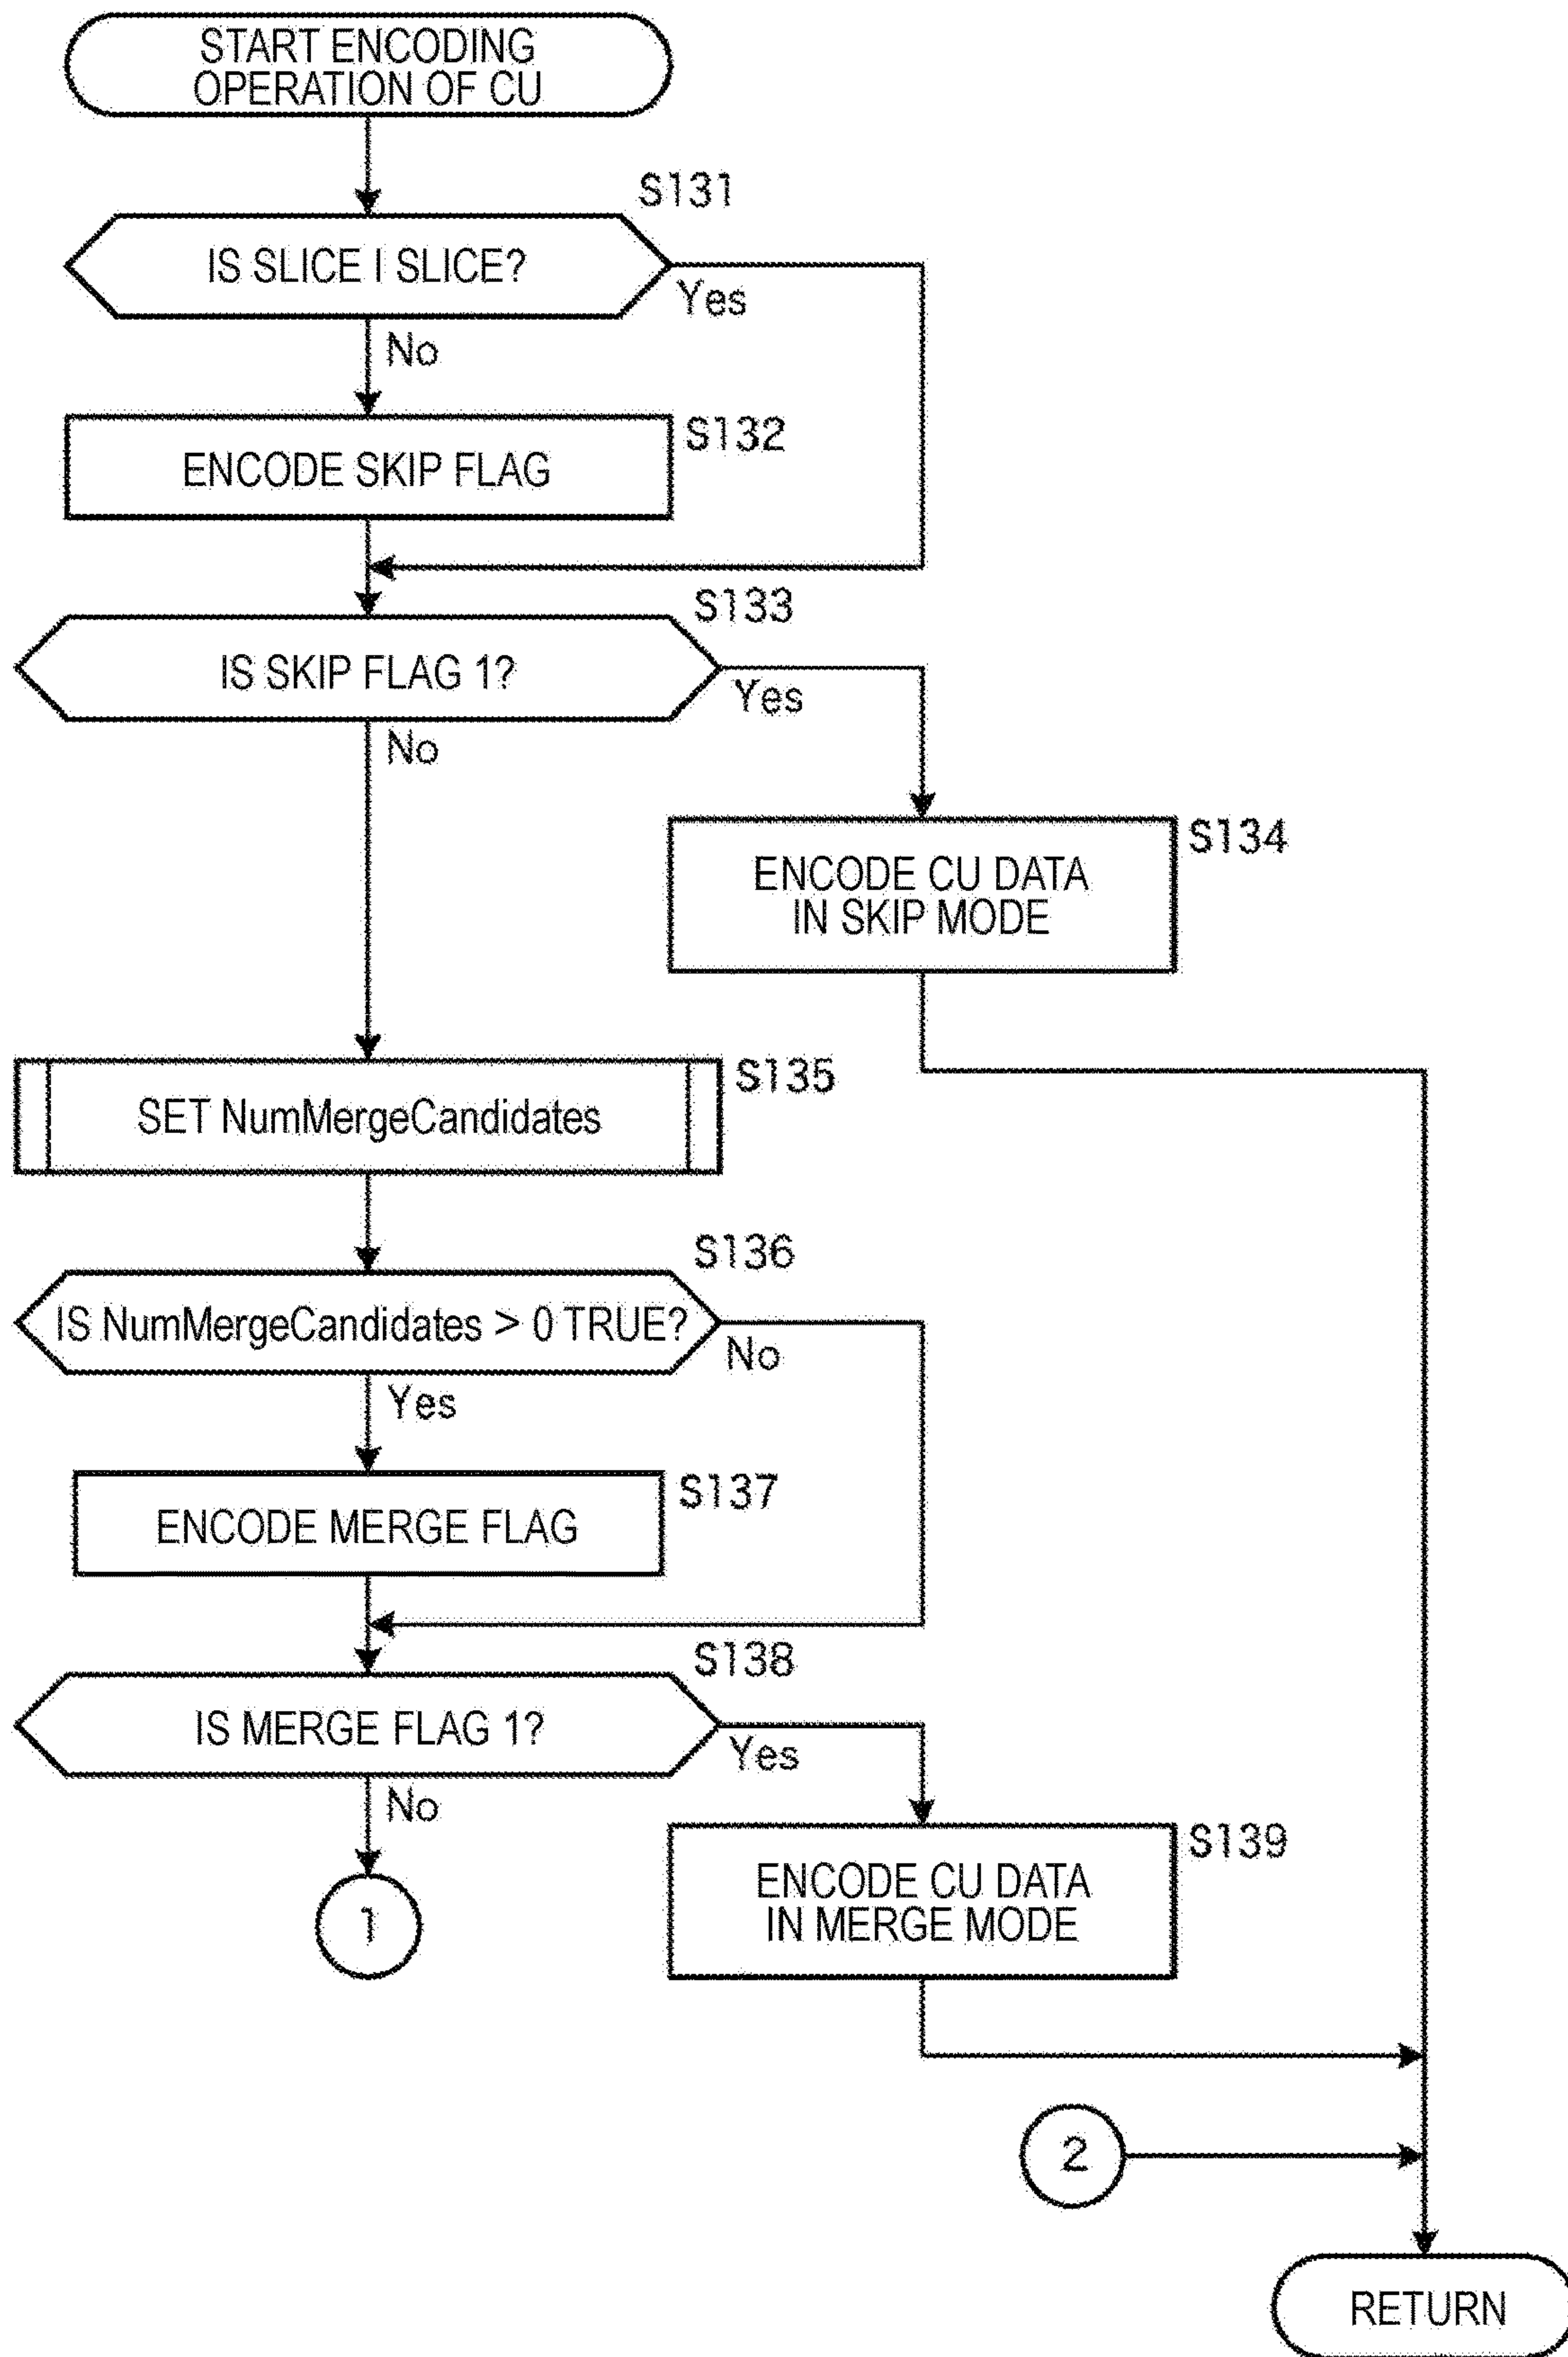 START ENCODING
OPERATION OF CU
S131
IS SLICE I SLICE?
Yes
No
S132
ENCODE SKIP FLAG
S133
IS SKIP FLAG 1?
Yes
No
S134
ENCODE CU DATA
IN SKIP MODE
S135
SET NumMergeCandidates
S136
IS NumMergeCandidates > 0 TRUE?
No
Yes
S137
ENCODE MERGE FLAG
S138
IS MERGE FLAG 1?
Yes
No
S139
ENCODE CU DATA
IN MERGE MODE
1
2
RETURN